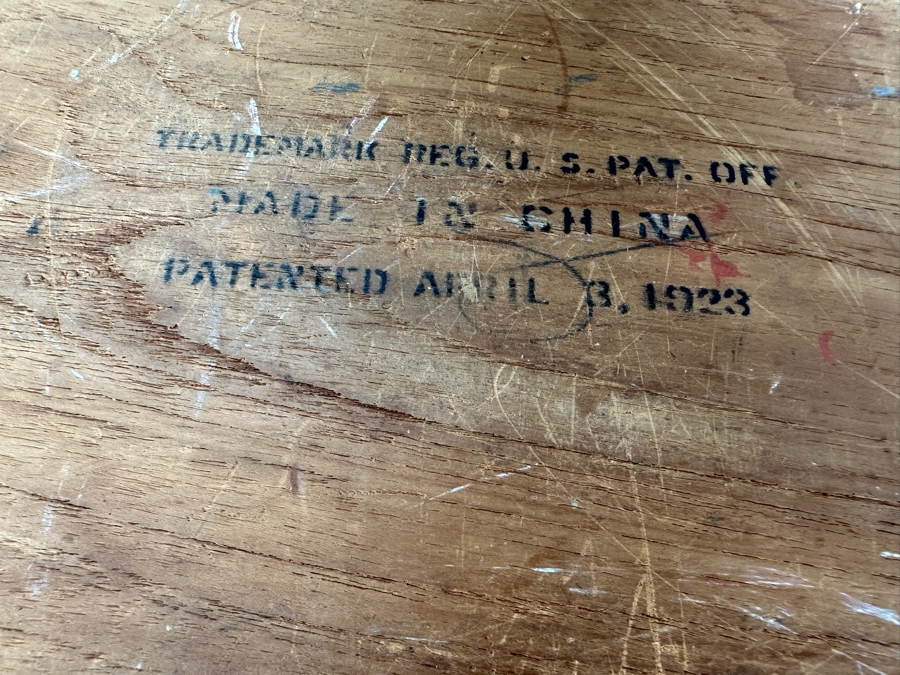 TRADEMARK REG. U. S. PAT. OFF.
MADE IN CHINA
PATENTED APRIL 3, 1923